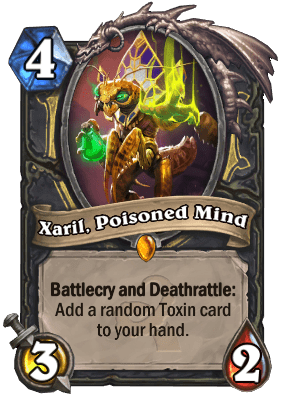 4
Xaril, Poisoned Mind
Battlecry and Deathrattle:
Add a random Toxin card
to your hand.
3
2